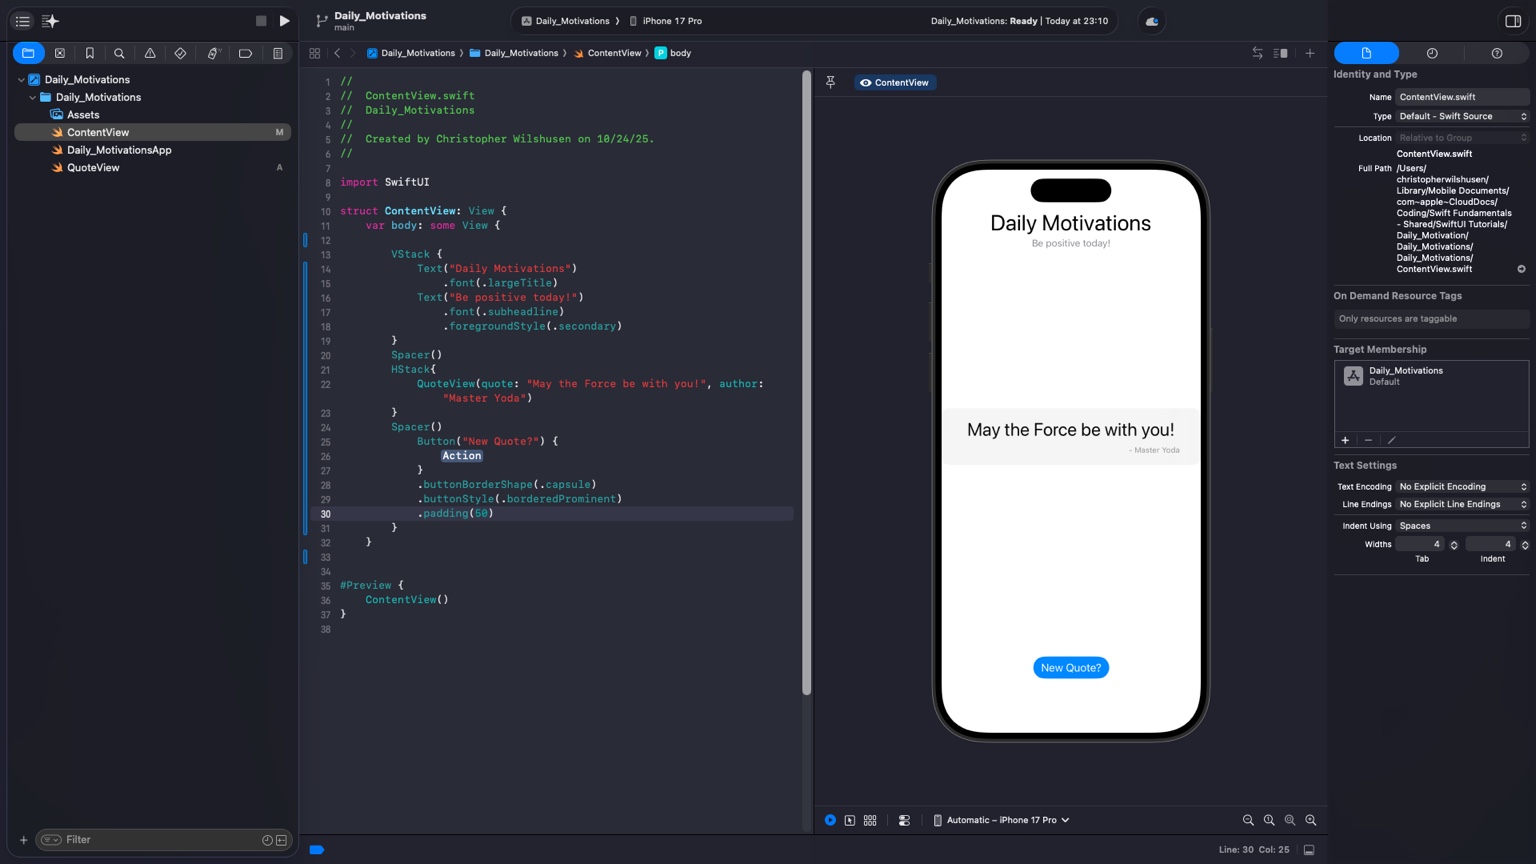 Daily_Motivations
main
Daily_Motivations 〉 iPhone 17 Pro
Daily_Motivations: Ready | Today at 23:10
Daily_Motivations 〉 Daily_Motivations 〉 ContentView 〉 P body
Daily_Motivations
Daily_Motivations
Assets
ContentView M
Daily_MotivationsApp
QuoteView A
Filter
1 //
2 //  ContentView.swift
3 //  Daily_Motivations
4 //
5 //  Created by Christopher Wilshusen on 10/24/25.
6 //
7
8 import SwiftUI
9
10 struct ContentView: View {
11     var body: some View {
12
13         VStack {
14             Text("Daily Motivations")
15                 .font(.largeTitle)
16             Text("Be positive today!")
17                 .font(.subheadline)
18                 .foregroundStyle(.secondary)
19         }
20         Spacer()
21         HStack{
22             QuoteView(quote: "May the Force be with you!", author:
"Master Yoda")
23         }
24         Spacer()
25             Button("New Quote?") {
26                 Action
27             }
28             .buttonBorderShape(.capsule)
29             .buttonStyle(.borderedProminent)
30             .padding(50)
31         }
32     }
33
34
35 #Preview {
36     ContentView()
37 }
38
ContentView
Daily Motivations
Be positive today!
May the Force be with you!
- Master Yoda
New Quote?
Automatic – iPhone 17 Pro
Line: 30 Col: 25
Identity and Type
Name ContentView.swift
Type Default - Swift Source
Location Relative to Group
ContentView.swift
Full Path /Users/
christopherwilshusen/
Library/Mobile Documents/
com~apple~CloudDocs/
Coding/Swift Fundamentals
- Shared/SwiftUI Tutorials/
Daily_Motivation/
Daily_Motivations/
Daily_Motivations/
ContentView.swift
On Demand Resource Tags
Only resources are taggable
Target Membership
Daily_Motivations
Default
Text Settings
Text Encoding No Explicit Encoding
Line Endings No Explicit Line Endings
Indent Using Spaces
Widths 4 4
Tab Indent